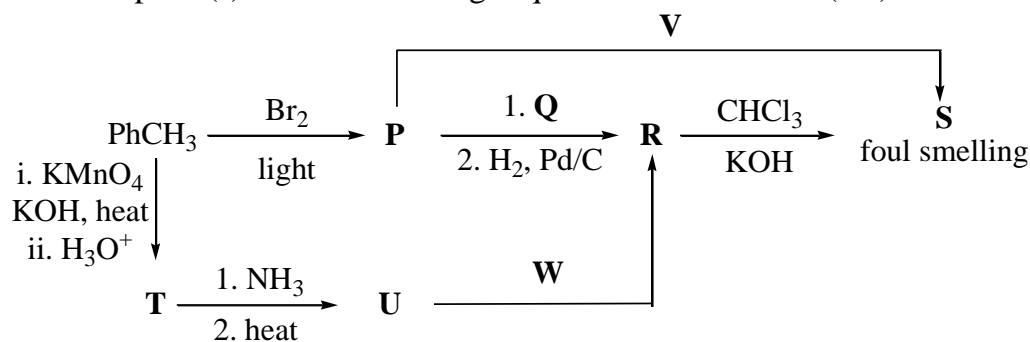 V
Br2
1. Q
CHCl3
PhCH3
P
R
S
light
2. H2, Pd/C
KOH
foul smelling
i. KMnO4
KOH, heat
ii. H3O+
1. NH3
W
T
U
2. heat